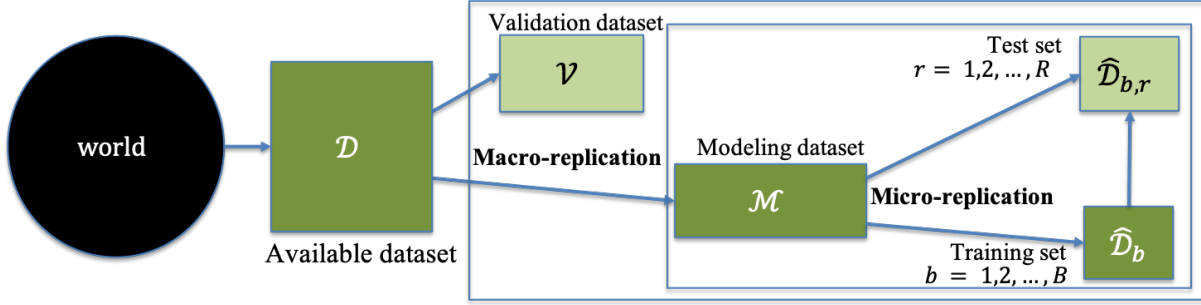 world
𝒟
Available dataset
Validation dataset
𝒱
Macro-replication
Modeling dataset
ℳ
Micro-replication
Test set
r = 1,2, … , R
𝒟̂b,r
Training set
b = 1,2, … , B
𝒟̂b